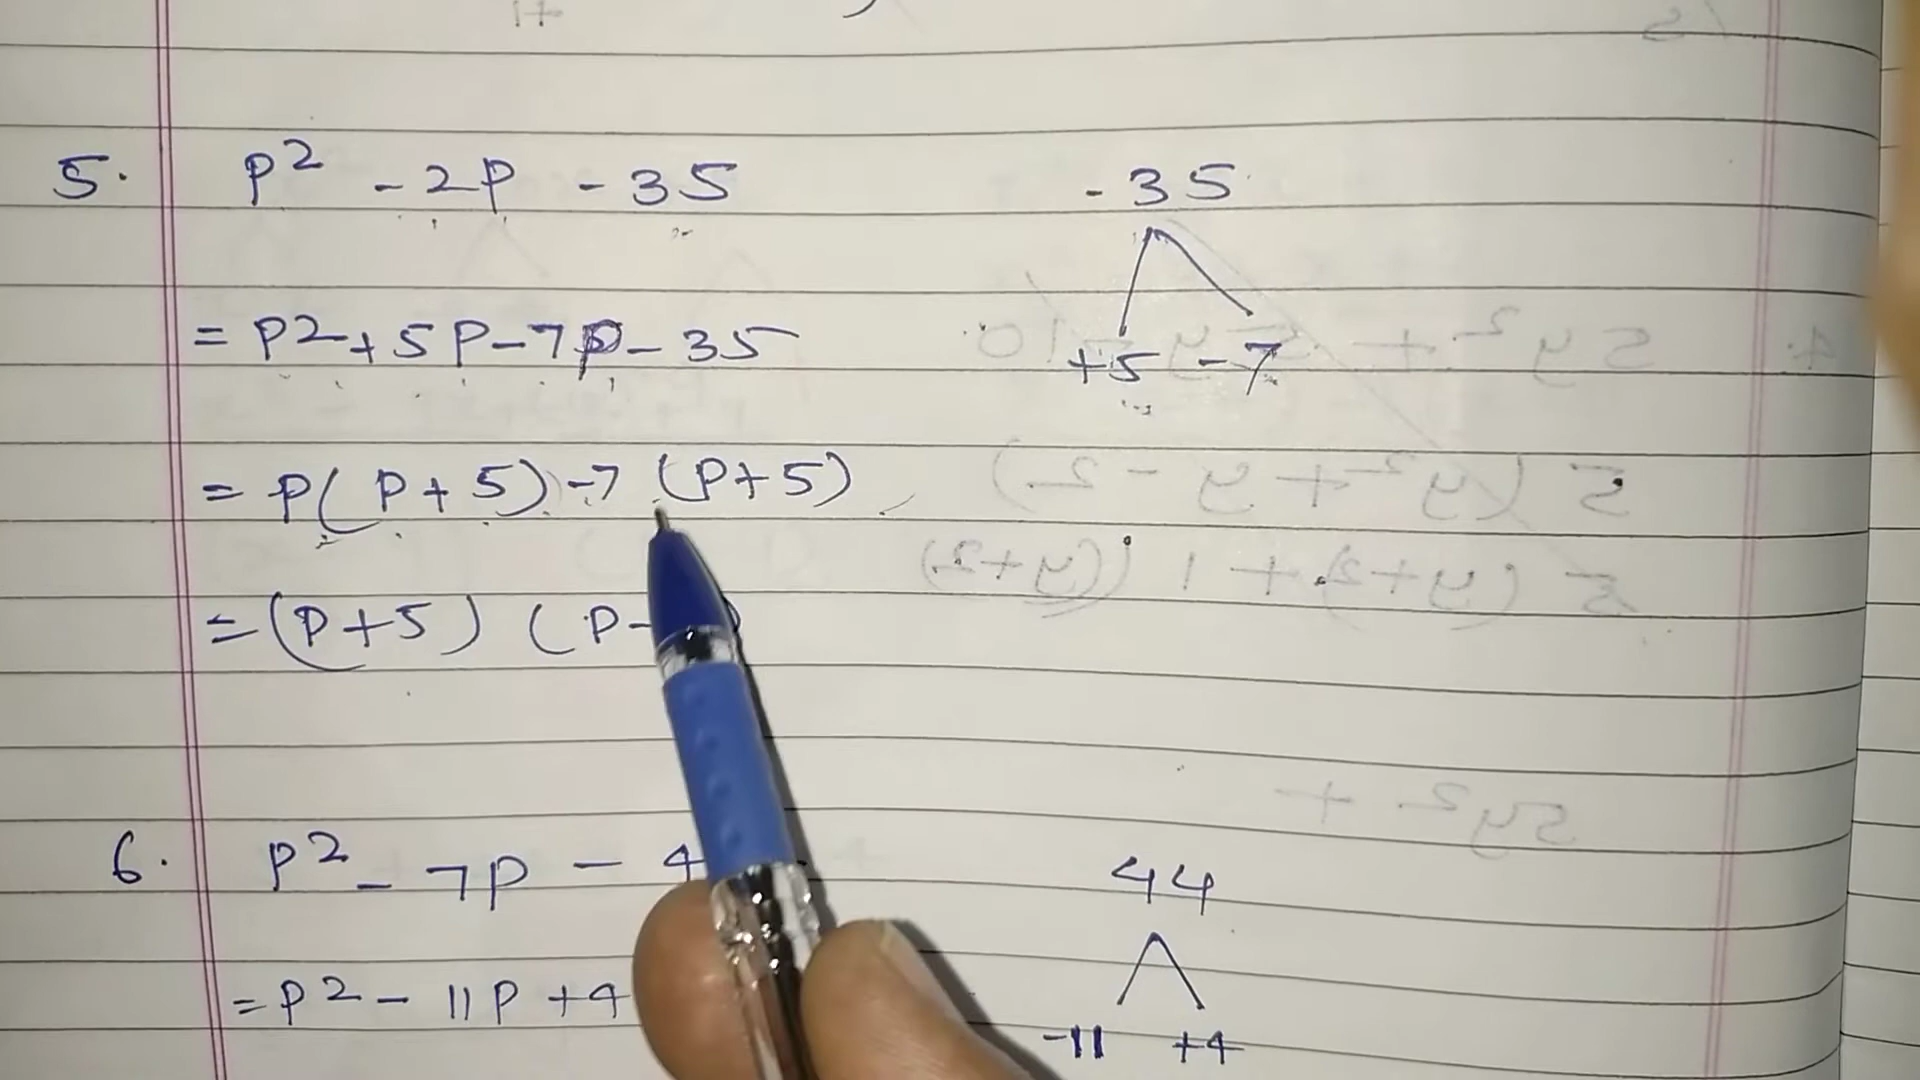 5. p² - 2p - 35
-35
= p2 + 5p - 7p - 35
+5 -7
= p(p+5) -7 (p+5)
= (p+5) (p-
6. p² - 7p - 4
44
= p² - 11p + 4
-11 +4